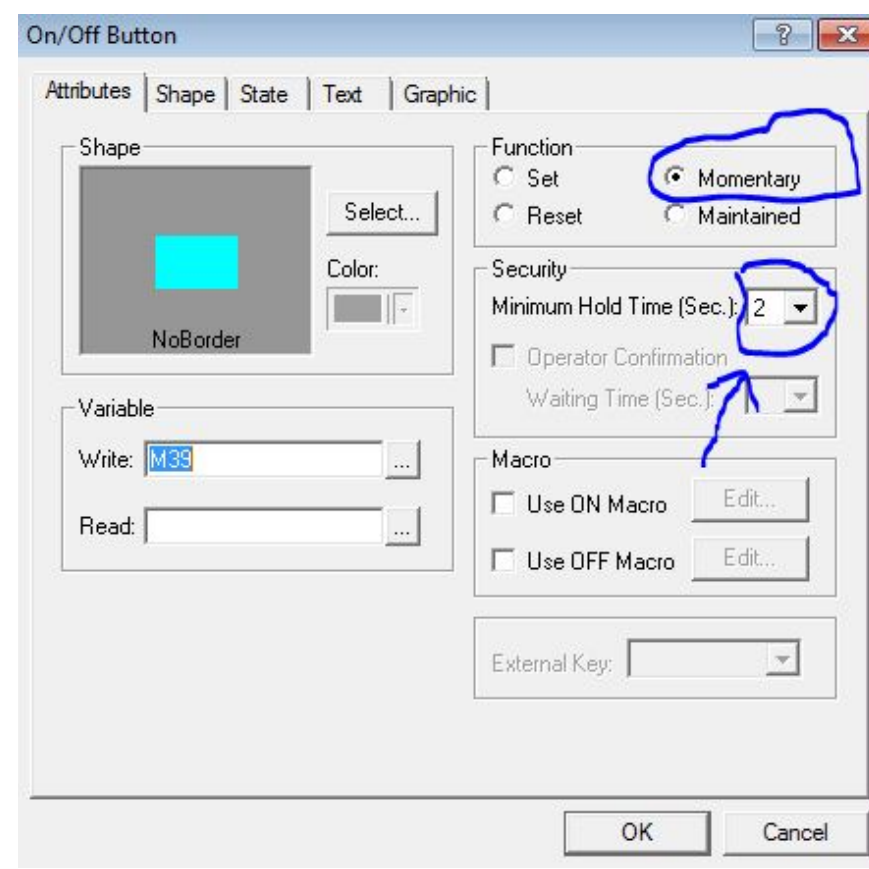 On/Off Button
Attributes Shape State Text Graphic
Shape
NoBorder
Select...
Color:
Variable
Write: M39 ...
Read: ...
Function
Set Momentary
Reset Maintained
Security
Minimum Hold Time (Sec.): 2
Operator Confirmation
Waiting Time (Sec.):
Macro
Use ON Macro Edit...
Use OFF Macro Edit...
External Key:
OK Cancel